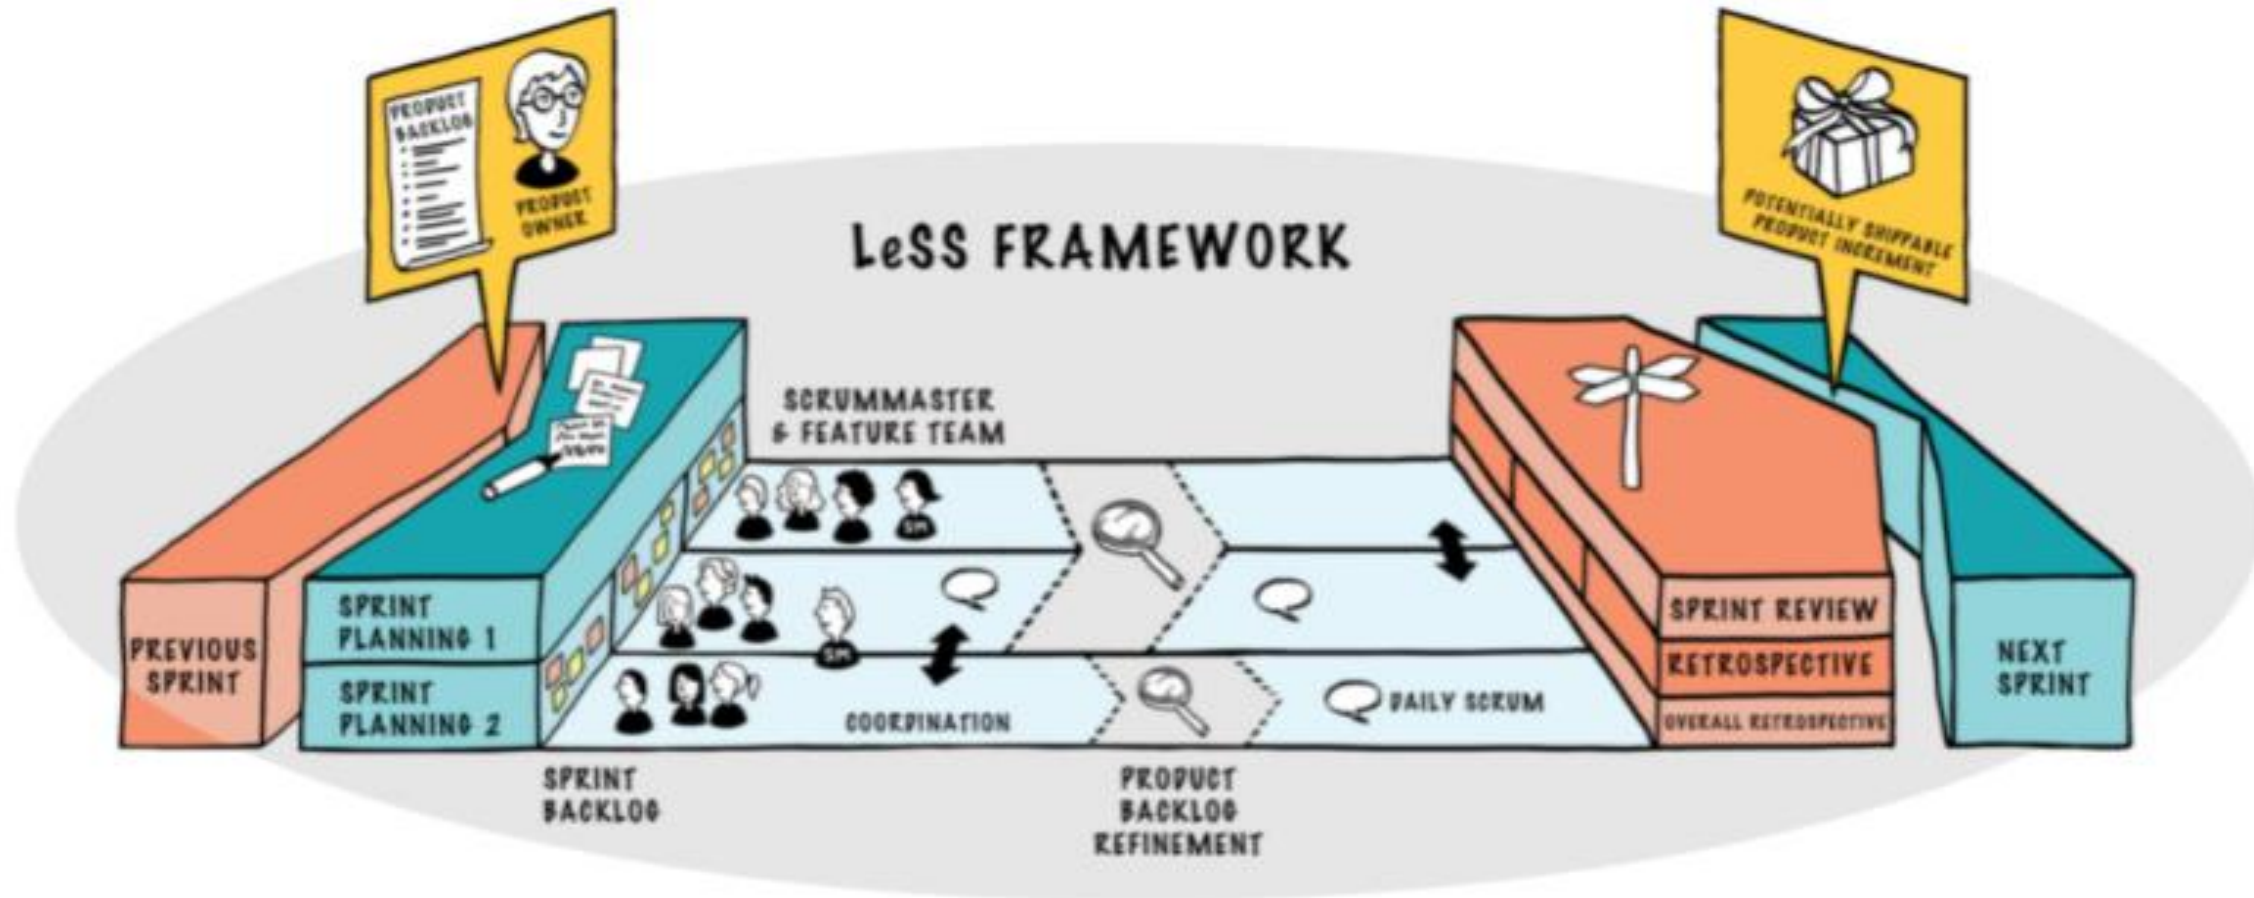 PRODUCT
BACKLOG
PRODUCT
OWNER
POTENTIALLY SHIPPABLE
PRODUCT INCREMENT
LeSS FRAMEWORK
SCRUMMASTER
& FEATURE TEAM
SM
SM
PREVIOUS
SPRINT
SPRINT
PLANNING 1
SPRINT
PLANNING 2
COORDINATION
DAILY SCRUM
SPRINT REVIEW
RETROSPECTIVE
OVERALL RETROSPECTIVE
NEXT
SPRINT
SPRINT
BACKLOG
PRODUCT
BACKLOG
REFINEMENT